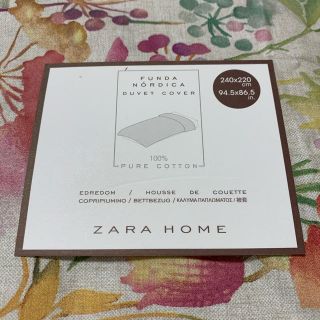 FUNDA
NÓRDICA
DUVET COVER
240x220
cm
94.5x86.5
in.
100%
PURE COTTON
EDREDOM / HOUSSE DE COUETTE
COPRIPIUMINO / BETTBEZUG / ΚΑΛΥΜΑ ΠΑΠΛΩΜΑΤΟΣ / 被套
ZARA HOME